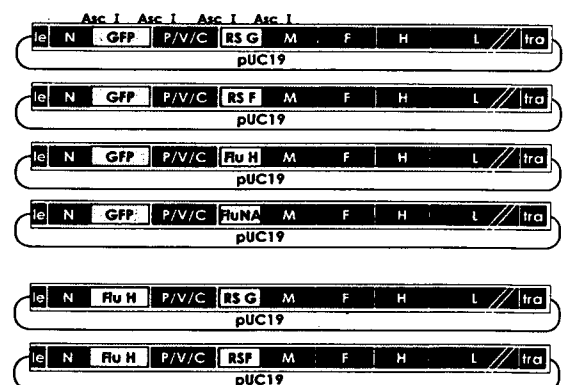 Asc I Asc I Asc I Asc I
le N GFP P/V/C RS G M F H L tra
pUC19
le N GFP P/V/C RS F M F H L tra
pUC19
le N GFP P/V/C Flu H M F H L tra
pUC19
le N GFP P/V/C FluNA M F H L tra
pUC19
le N Flu H P/V/C RS G M F H L tra
pUC19
le N Flu H P/V/C RSF M F H L tra
pUC19